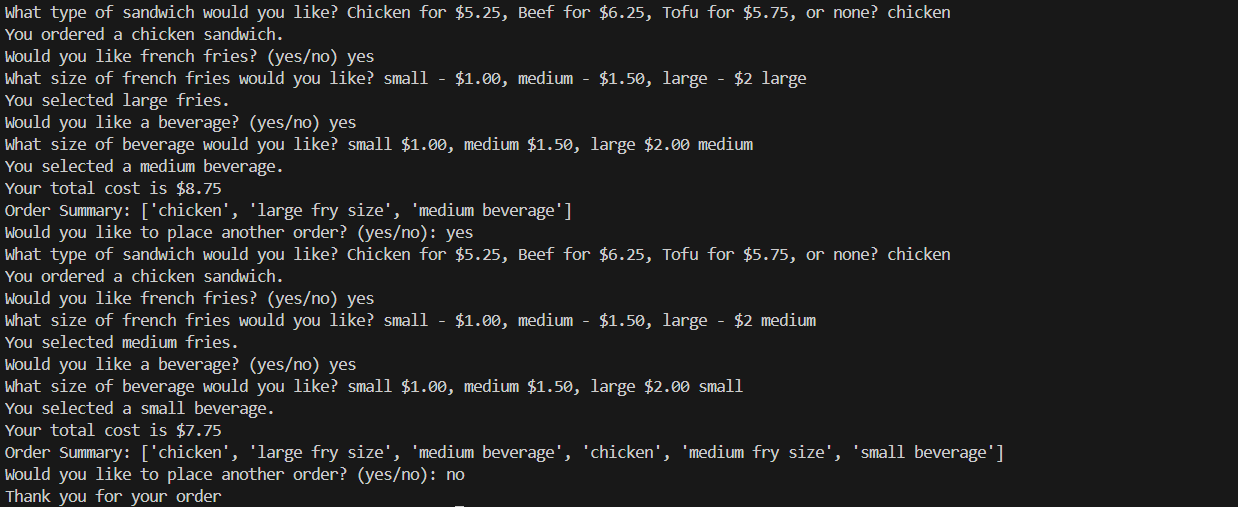 What type of sandwich would you like? Chicken for $5.25, Beef for $6.25, Tofu for $5.75, or none? chicken
You ordered a chicken sandwich.
Would you like french fries? (yes/no) yes
What size of french fries would you like? small - $1.00, medium - $1.50, large - $2 large
You selected large fries.
Would you like a beverage? (yes/no) yes
What size of beverage would you like? small $1.00, medium $1.50, large $2.00 medium
You selected a medium beverage.
Your total cost is $8.75
Order Summary: ['chicken', 'large fry size', 'medium beverage']
Would you like to place another order? (yes/no): yes
What type of sandwich would you like? Chicken for $5.25, Beef for $6.25, Tofu for $5.75, or none? chicken
You ordered a chicken sandwich.
Would you like french fries? (yes/no) yes
What size of french fries would you like? small - $1.00, medium - $1.50, large - $2 medium
You selected medium fries.
Would you like a beverage? (yes/no) yes
What size of beverage would you like? small $1.00, medium $1.50, large $2.00 small
You selected a small beverage.
Your total cost is $7.75
Order Summary: ['chicken', 'large fry size', 'medium beverage', 'chicken', 'medium fry size', 'small beverage']
Would you like to place another order? (yes/no): no
Thank you for your order